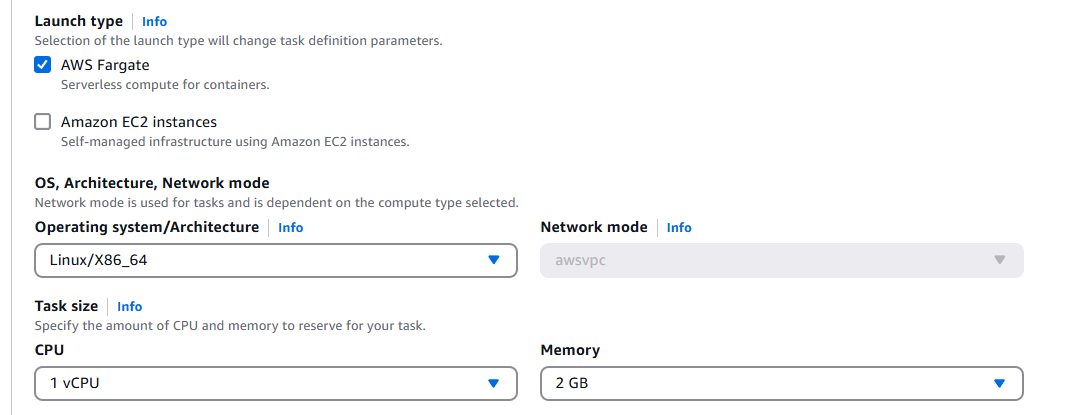 Launch type Info
Selection of the launch type will change task definition parameters.
AWS Fargate
Serverless compute for containers.
Amazon EC2 instances
Self-managed infrastructure using Amazon EC2 instances.
OS, Architecture, Network mode
Network mode is used for tasks and is dependent on the compute type selected.
Operating system/Architecture Info
Network mode Info
Linux/X86_64
awsvpc
Task size Info
Specify the amount of CPU and memory to reserve for your task.
CPU
Memory
1 vCPU
2 GB